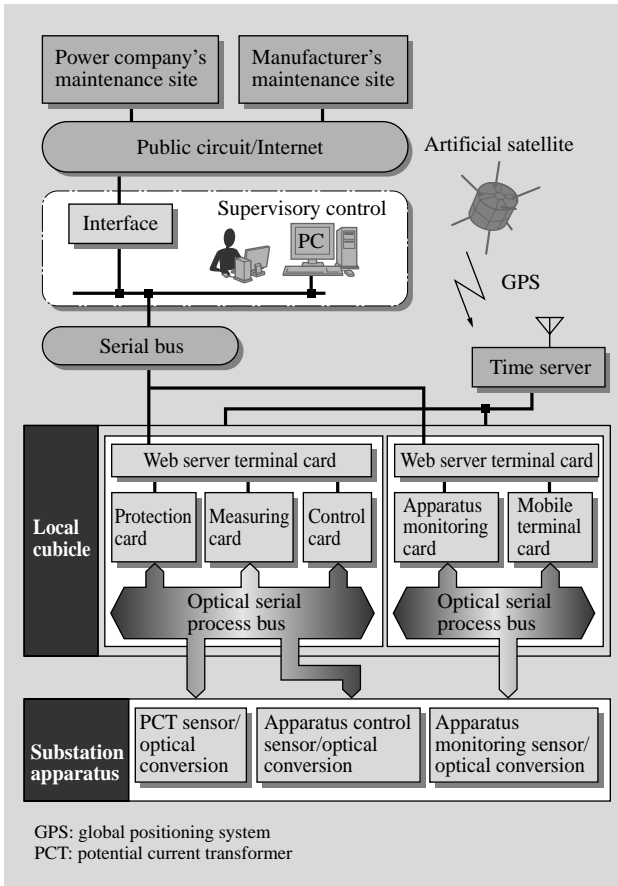 Power company's
maintenance site
Manufacturer's
maintenance site
Public circuit/Internet
Artificial satellite
Interface
Supervisory control
PC
GPS
Serial bus
Time server
Local
cubicle
Web server terminal card
Protection
card
Measuring
card
Control
card
Optical serial
process bus
Web server terminal card
Apparatus
monitoring
card
Mobile
terminal
card
Optical serial
process bus
Substation
apparatus
PCT sensor/
optical
conversion
Apparatus control
sensor/optical
conversion
Apparatus
monitoring sensor/
optical conversion
GPS: global positioning system
PCT: potential current transformer